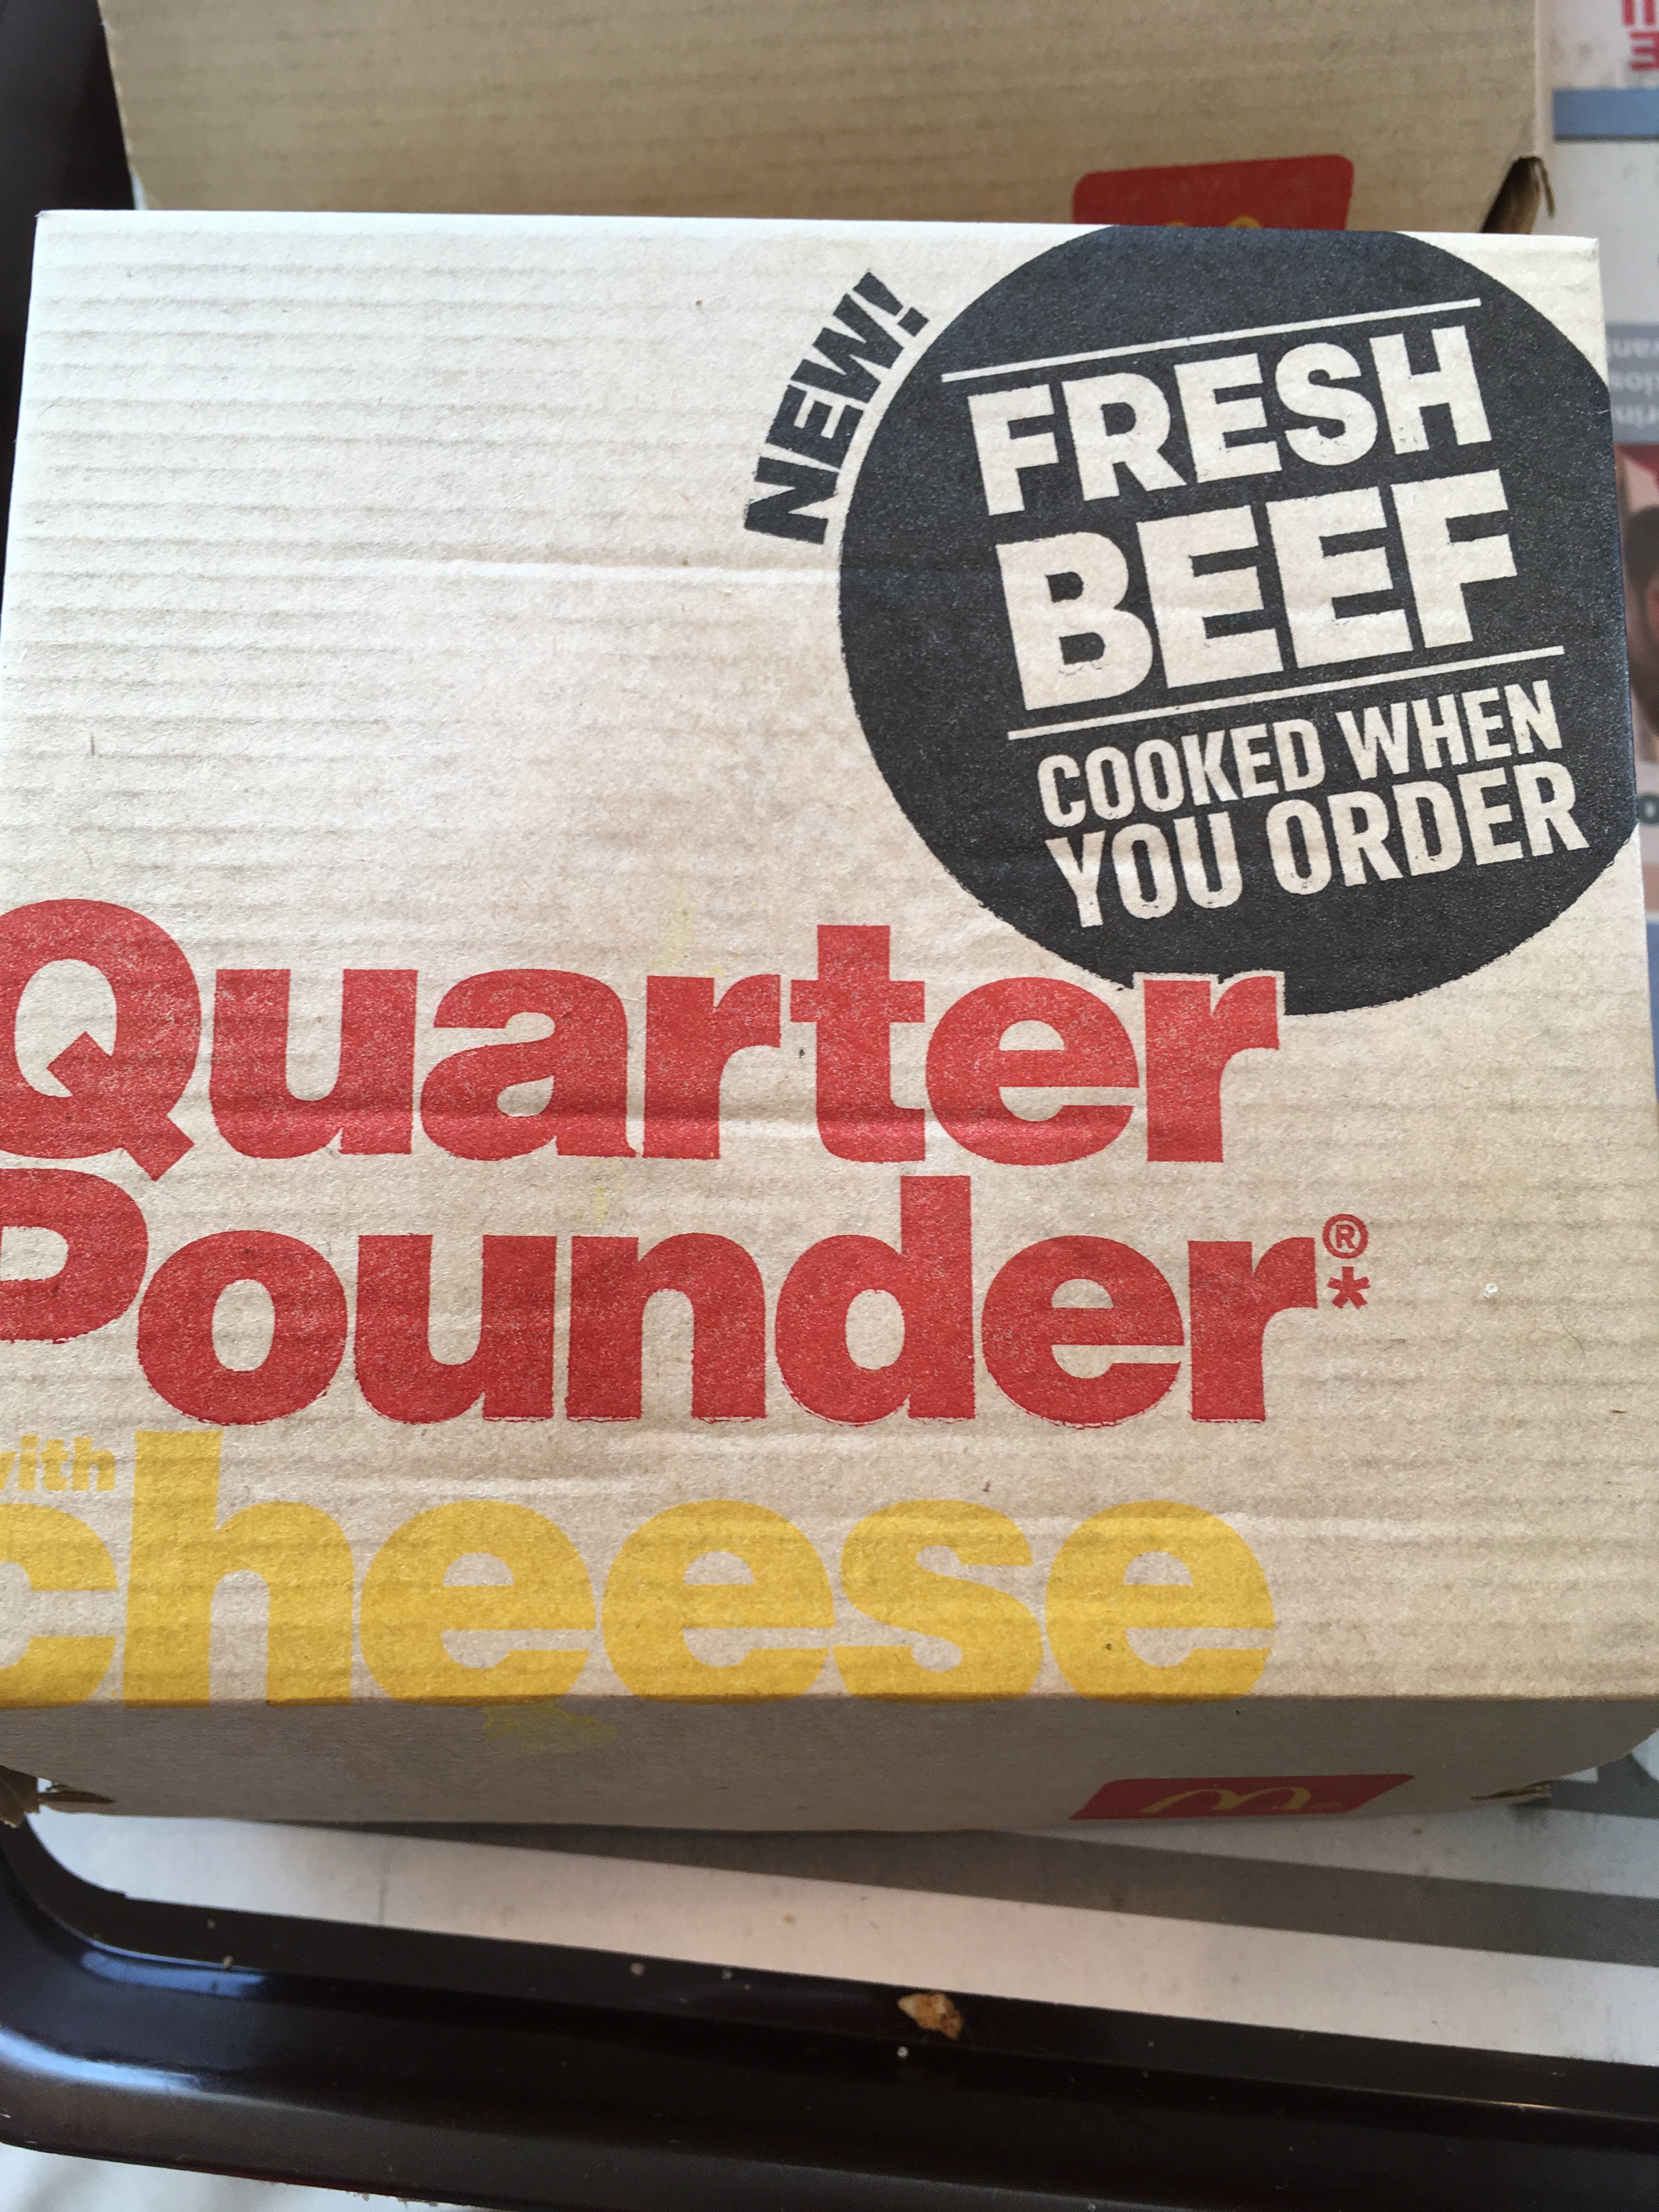 NEW!
FRESH
BEEF
COOKED WHEN
YOU ORDER
Quarter
Pounder®*
with
cheese